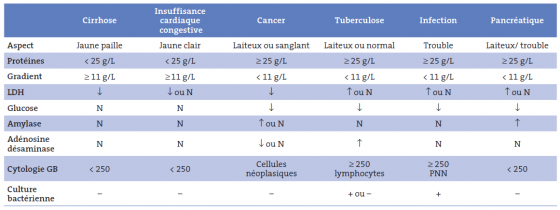 Cirrhose Insuffisance cardiaque congestive Cancer Tuberculose Infection Pancréatique
Aspect Jaune paille Jaune clair Laiteux ou sanglant Laiteux ou normal Trouble Laiteux/ trouble
Protéines < 25 g/L < 25 g/L ≥ 25 g/L ≥ 25 g/L ≥ 25 g/L ≥ 25 g/L
Gradient ≥ 11 g/L ≥11 g/L < 11 g/L < 11 g/L < 11 g/L < 11 g/L
LDH ↓ ↓ ou N ↓ ↑ ou N ↑ ou N ↑ ou N
Glucose N N ↓ ↓ ↓ ↓
Amylase N N ↑ ou N N N ↑
Adénosine désaminase N N ↓ ou N ↑ N N
Cytologie GB < 250 < 250 Cellules néoplasiques ≥ 250 lymphocytes ≥ 250 PNN < 250
Culture bactérienne – – – + ou – + –